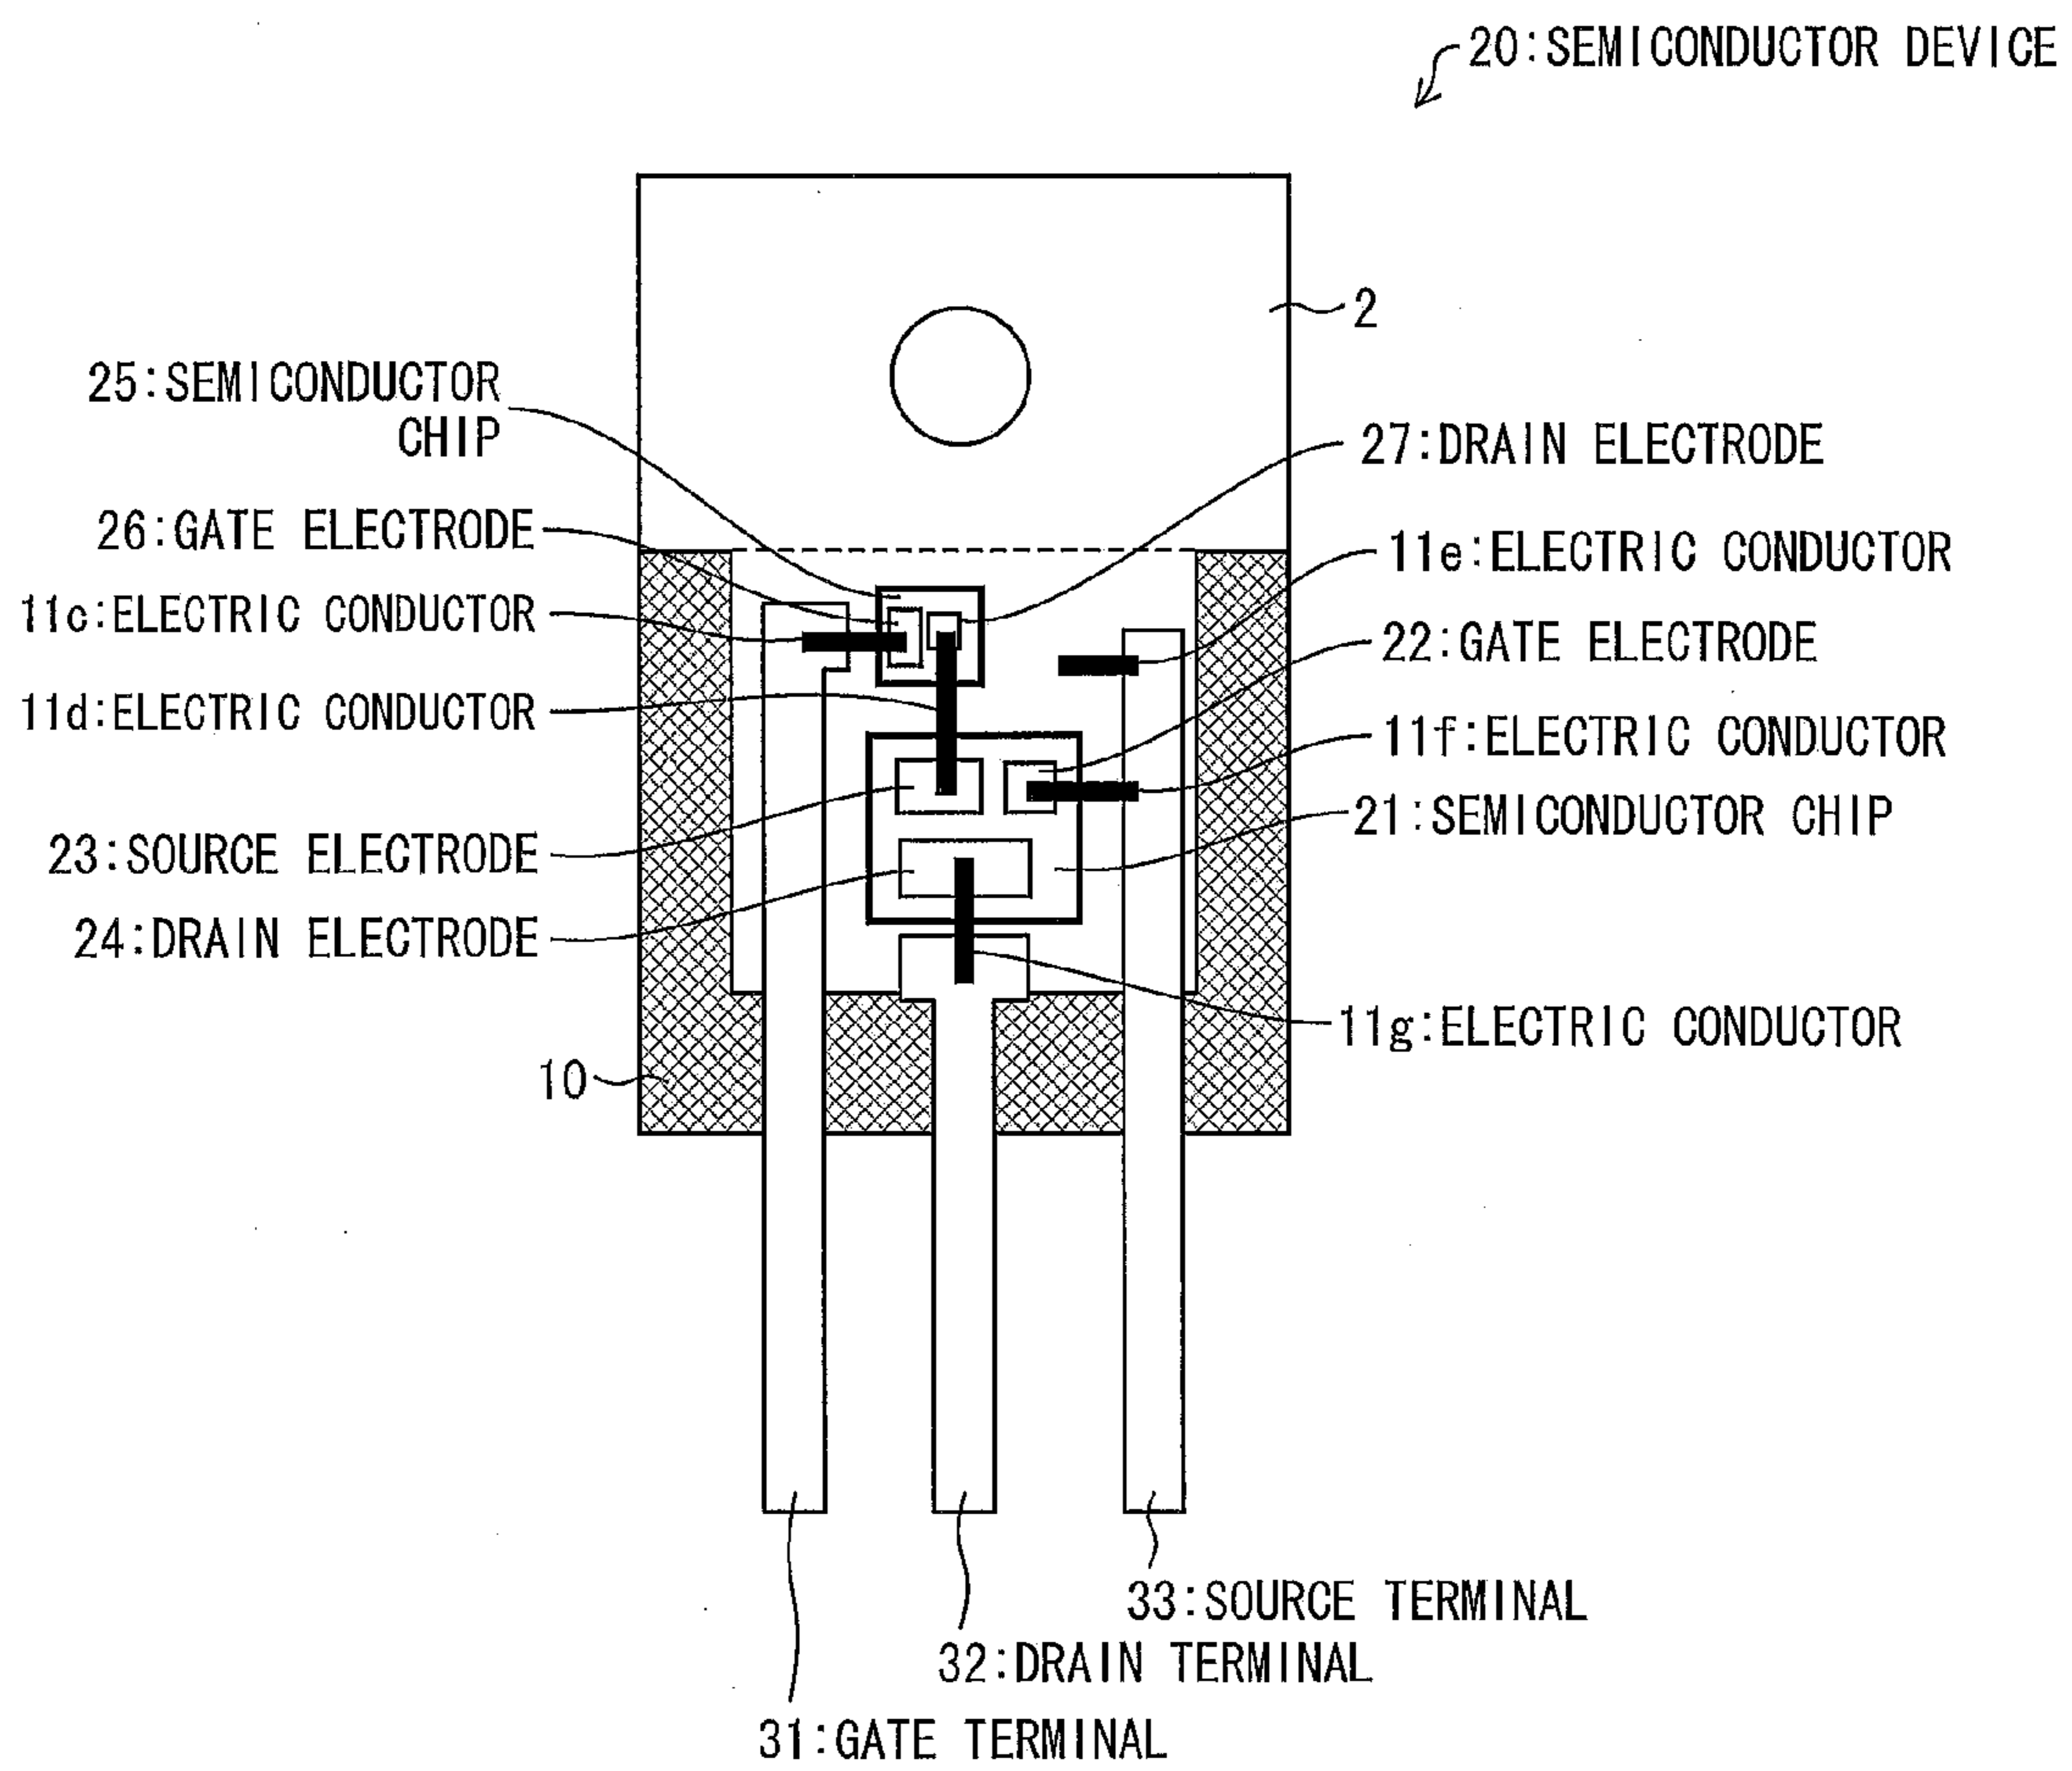 20:SEMICONDUCTOR DEVICE
2
25:SEMICONDUCTOR
CHIP
27:DRAIN ELECTRODE
26:GATE ELECTRODE
11e:ELECTRIC CONDUCTOR
11c:ELECTRIC CONDUCTOR
22:GATE ELECTRODE
11d:ELECTRIC CONDUCTOR
11f:ELECTRIC CONDUCTOR
21:SEMICONDUCTOR CHIP
23:SOURCE ELECTRODE
24:DRAIN ELECTRODE
11g:ELECTRIC CONDUCTOR
10
33:SOURCE TERMINAL
32:DRAIN TERMINAL
31:GATE TERMINAL